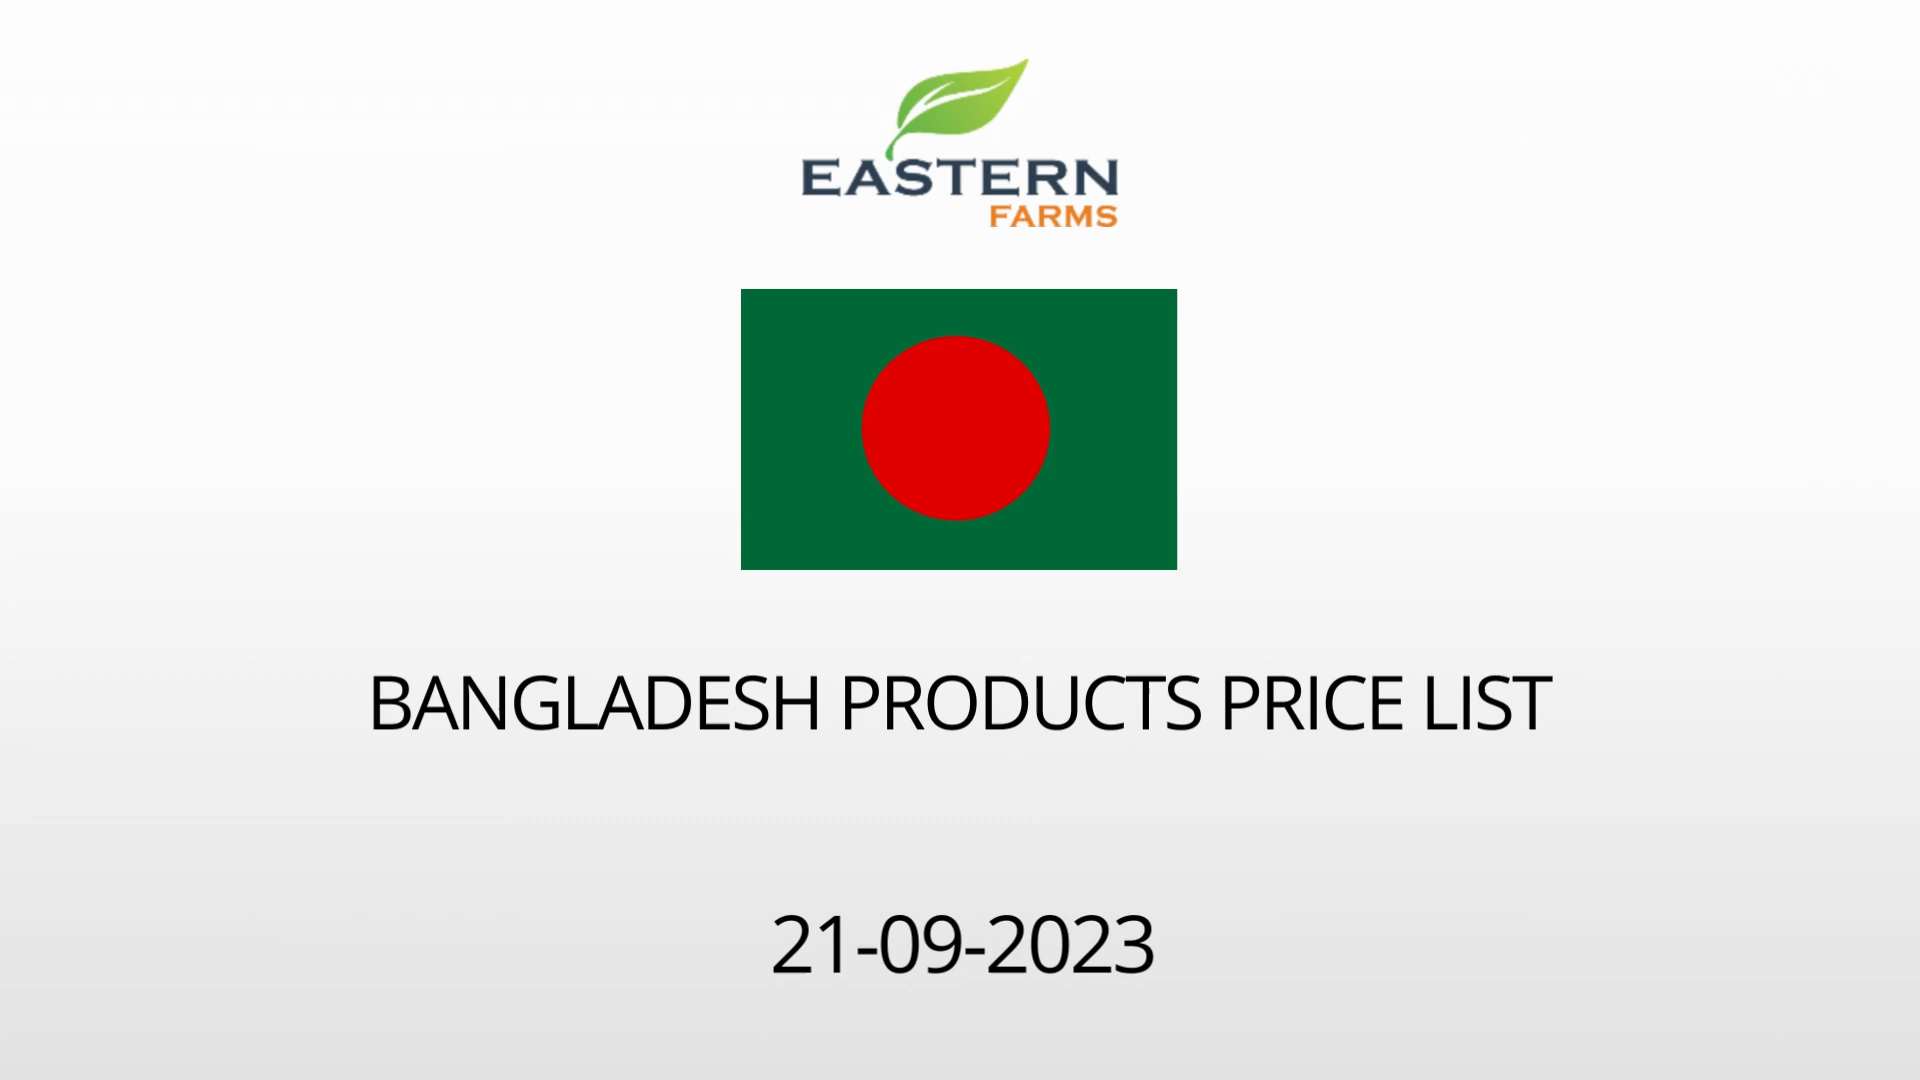 EASTERN
FARMS
BANGLADESH PRODUCTS PRICE LIST
21-09-2023